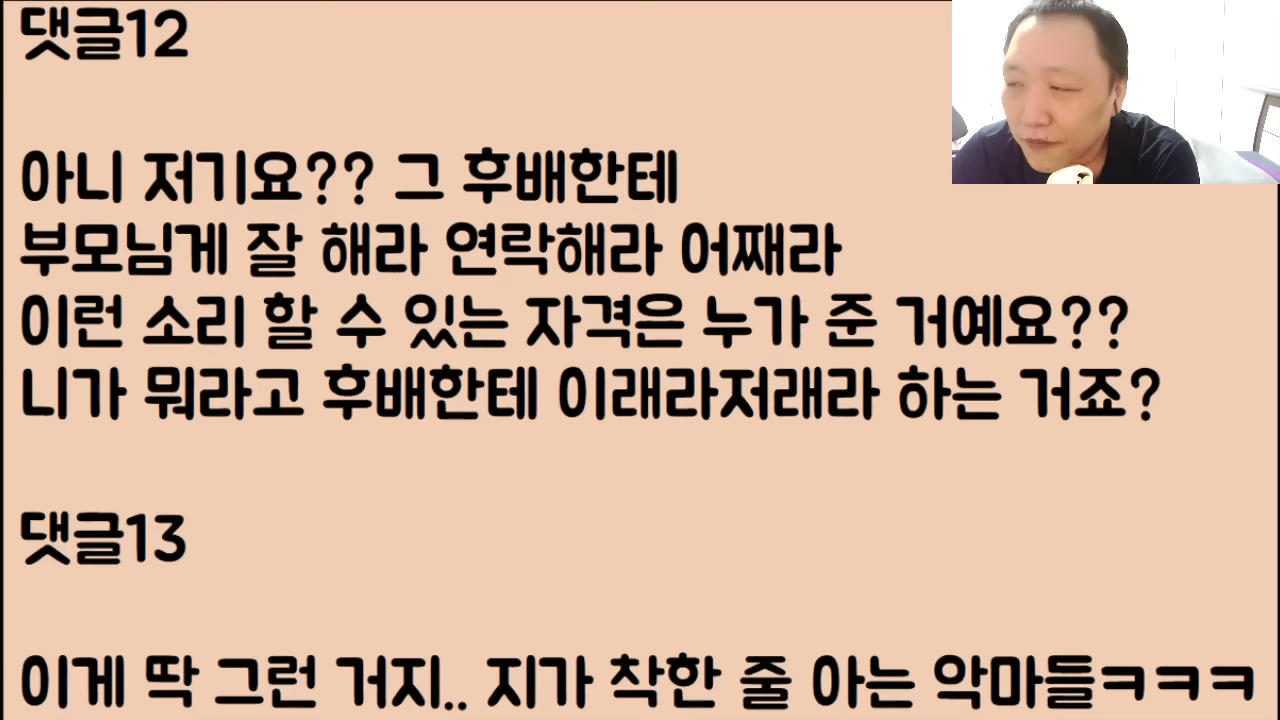 댓글12
아니 저기요?? 그 후배한테
부모님게 잘 해라 연락해라 어째라
이런 소리 할 수 있는 자격은 누가 준 거예요??
니가 뭐라고 후배한테 이래라저래라 하는 거죠?
댓글13
이게 딱 그런 거지.. 지가 착한 줄 아는 악마들ㅋㅋㅋ